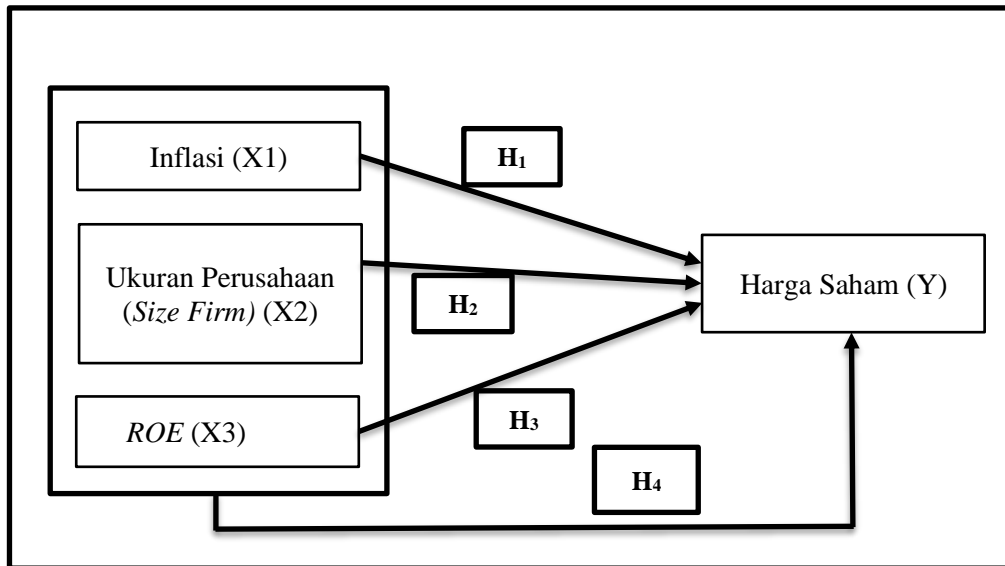 Inflasi (X1)
H₁
Ukuran Perusahaan
(Size Firm) (X2)
H₂
Harga Saham (Y)
ROE (X3)
H₃
H₄